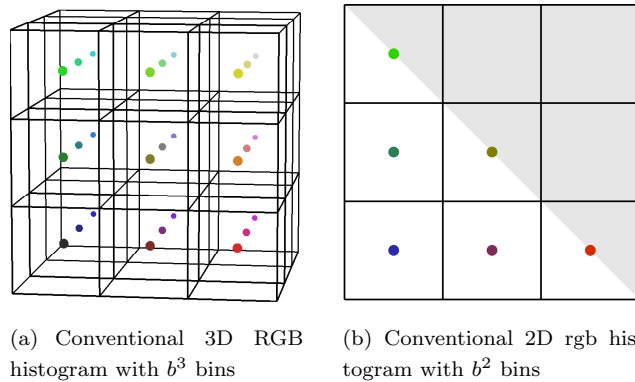 (a) Conventional 3D RGB
histogram with b³ bins
(b) Conventional 2D rgb his
togram with b² bins